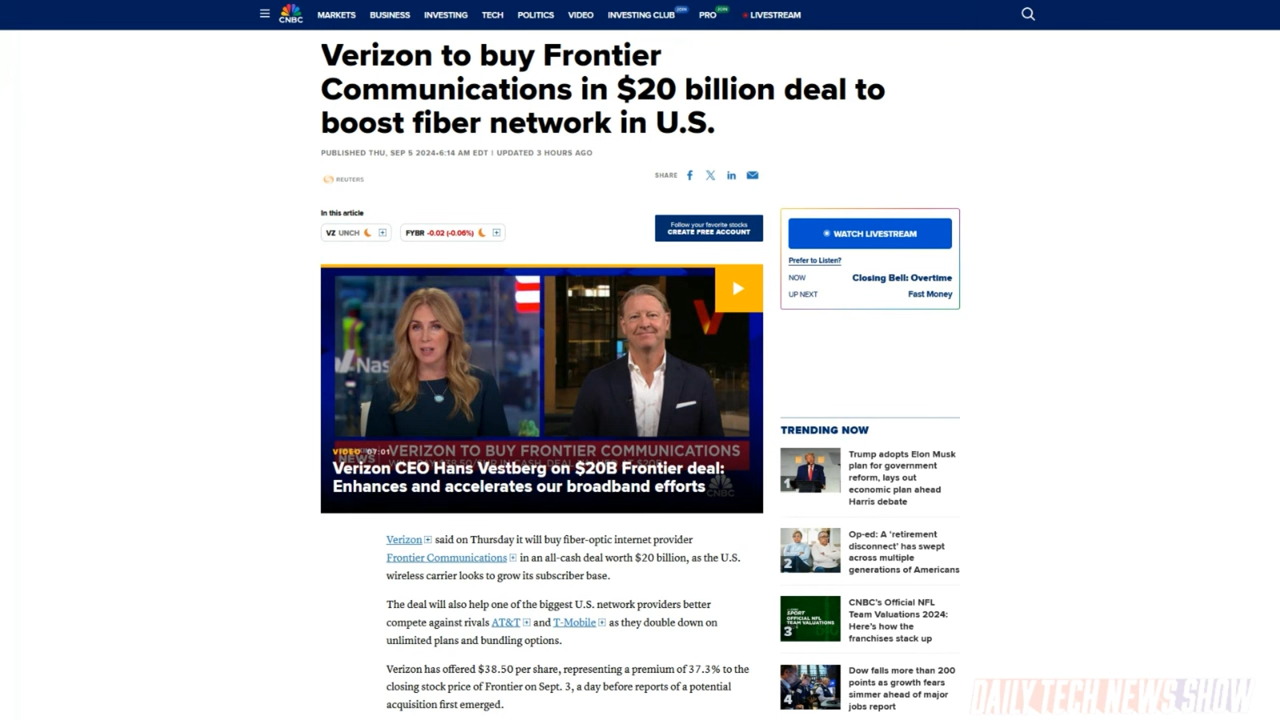 CNBC
MARKETS BUSINESS INVESTING TECH POLITICS VIDEO INVESTING CLUB PRO LIVESTREAM
Verizon to buy Frontier
Communications in $20 billion deal to
boost fiber network in U.S.
PUBLISHED THU, SEP 5 2024•6:14 AM EDT | UPDATED 3 HOURS AGO
REUTERS
SHARE
In this article
VZ UNCH
FYBR -0.02 (-0.06%)
Follow your favorite stocks
CREATE FREE ACCOUNT
VERIZON TO BUY FRONTIER COMMUNICATIONS
NEWS
VIDEO 07:01
Verizon CEO Hans Vestberg on $20B Frontier deal:
Enhances and accelerates our broadband efforts
CNBC
Verizon said on Thursday it will buy fiber-optic internet provider
Frontier Communications in an all-cash deal worth $20 billion, as the U.S.
wireless carrier looks to grow its subscriber base.
The deal will also help one of the biggest U.S. network providers better
compete against rivals AT&T and T-Mobile as they double down on
unlimited plans and bundling options.
Verizon has offered $38.50 per share, representing a premium of 37.3% to the
closing stock price of Frontier on Sept. 3, a day before reports of a potential
acquisition first emerged.
WATCH LIVESTREAM
Prefer to Listen?
NOW Closing Bell: Overtime
UP NEXT Fast Money
TRENDING NOW
1
Trump adopts Elon Musk
plan for government
reform, lays out
economic plan ahead
Harris debate
2
Op-ed: A ‘retirement
disconnect’ has swept
across multiple
generations of Americans
SPORT
OFFICIAL NFL
TEAM VALUATIONS
3
CNBC’s Official NFL
Team Valuations 2024:
Here’s how the
franchises stack up
4
Dow falls more than 200
points as growth fears
simmer ahead of major
jobs report
DAILY TECH NEWS SHOW